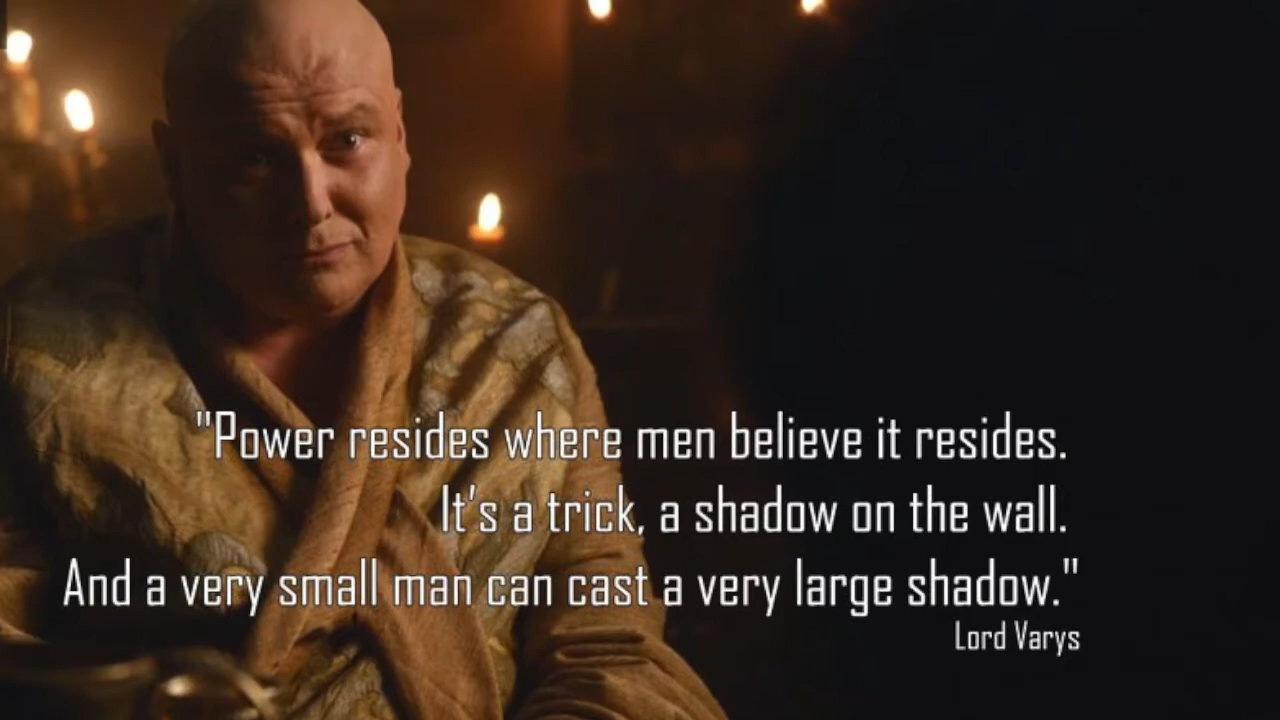 "Power resides where men believe it resides.
It's a trick, a shadow on the wall.
And a very small man can cast a very large shadow."
Lord Varys